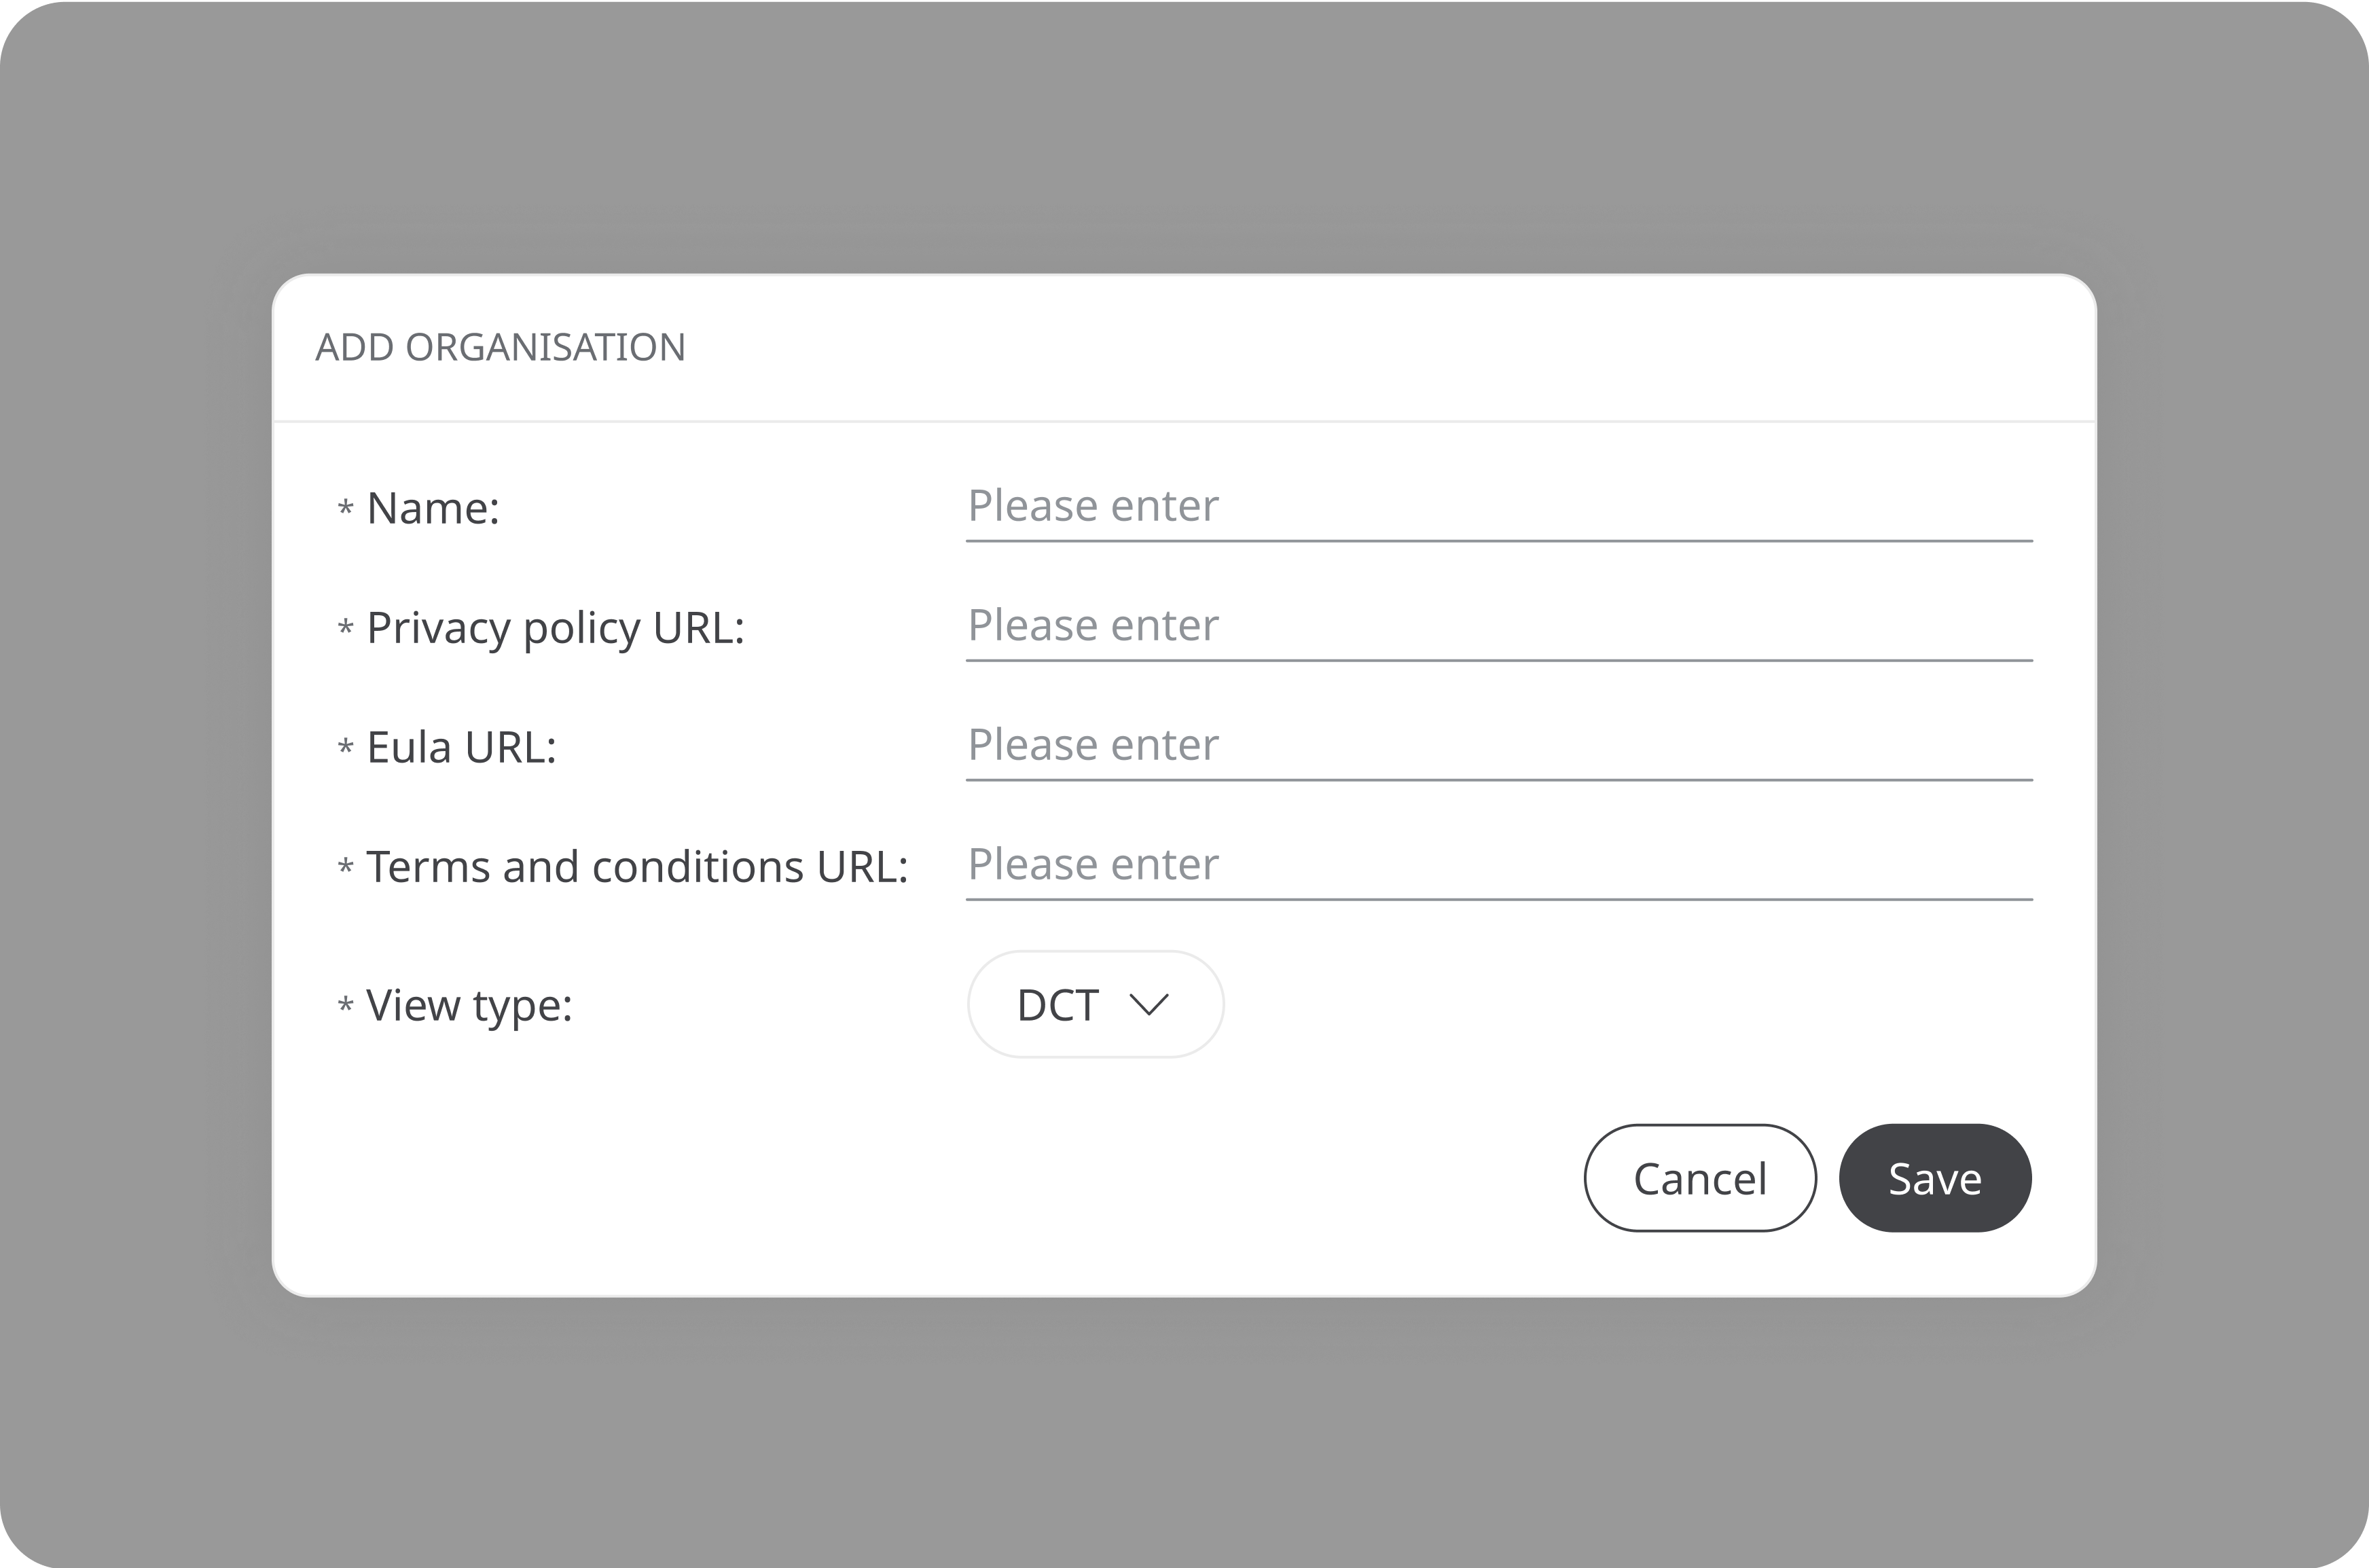 ADD ORGANISATION
* Name: Please enter
* Privacy policy URL: Please enter
* Eula URL: Please enter
* Terms and conditions URL: Please enter
* View type: DCT
Cancel Save